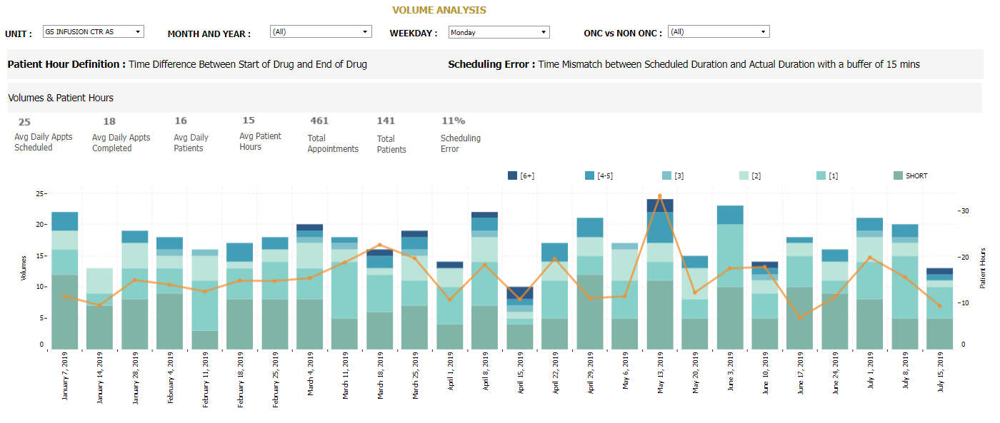 VOLUME ANALYSIS
UNIT : GS INFUSION CTR AS MONTH AND YEAR : (All) WEEKDAY : Monday ONC vs NON ONC : (All)
Patient Hour Definition : Time Difference Between Start of Drug and End of Drug Scheduling Error : Time Mismatch between Scheduled Duration and Actual Duration with a buffer of 15 mins
Volumes & Patient Hours
25 18 16 15 461 141 11%
Avg Daily Appts Scheduled
Avg Daily Appts Completed
Avg Daily Patients
Avg Patient Hours
Total Appointments
Total Patients
Scheduling Error
[6+] [4-5] [3] [2] [1] SHORT
Volumes
25
20
15
10
5
0
30
20
10
0
Patient Hours
January 7, 2019
January 14, 2019
January 28, 2019
February 4, 2019
February 11, 2019
February 18, 2019
February 25, 2019
March 4, 2019
March 11, 2019
March 18, 2019
March 25, 2019
April 1, 2019
April 8, 2019
April 15, 2019
April 22, 2019
April 29, 2019
May 6, 2019
May 13, 2019
May 20, 2019
June 3, 2019
June 10, 2019
June 17, 2019
June 24, 2019
July 1, 2019
July 8, 2019
July 15, 2019